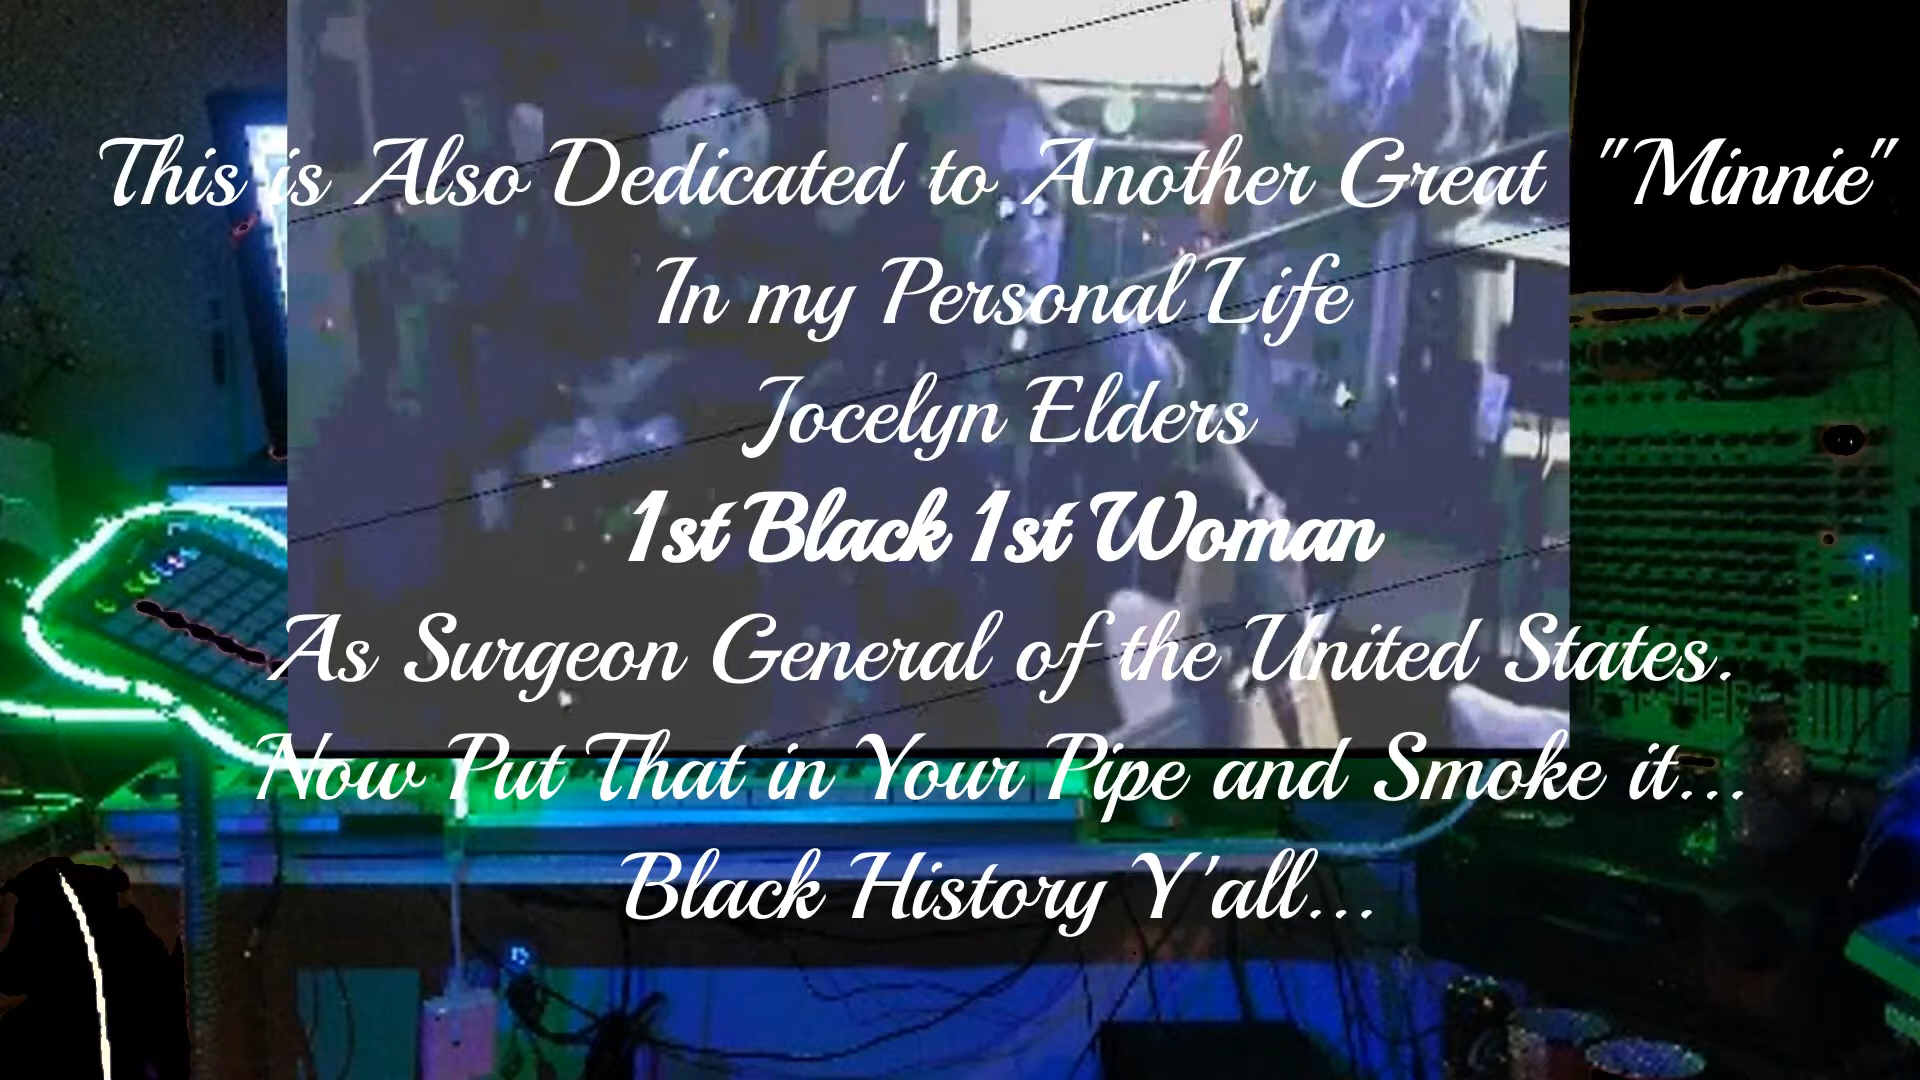 This is Also Dedicated to Another Great "Minnie"
In my Personal Life
Jocelyn Elders
1st Black 1st Woman
As Surgeon General of the United States.
Now Put That in Your Pipe and Smoke it...
Black History Y'all...